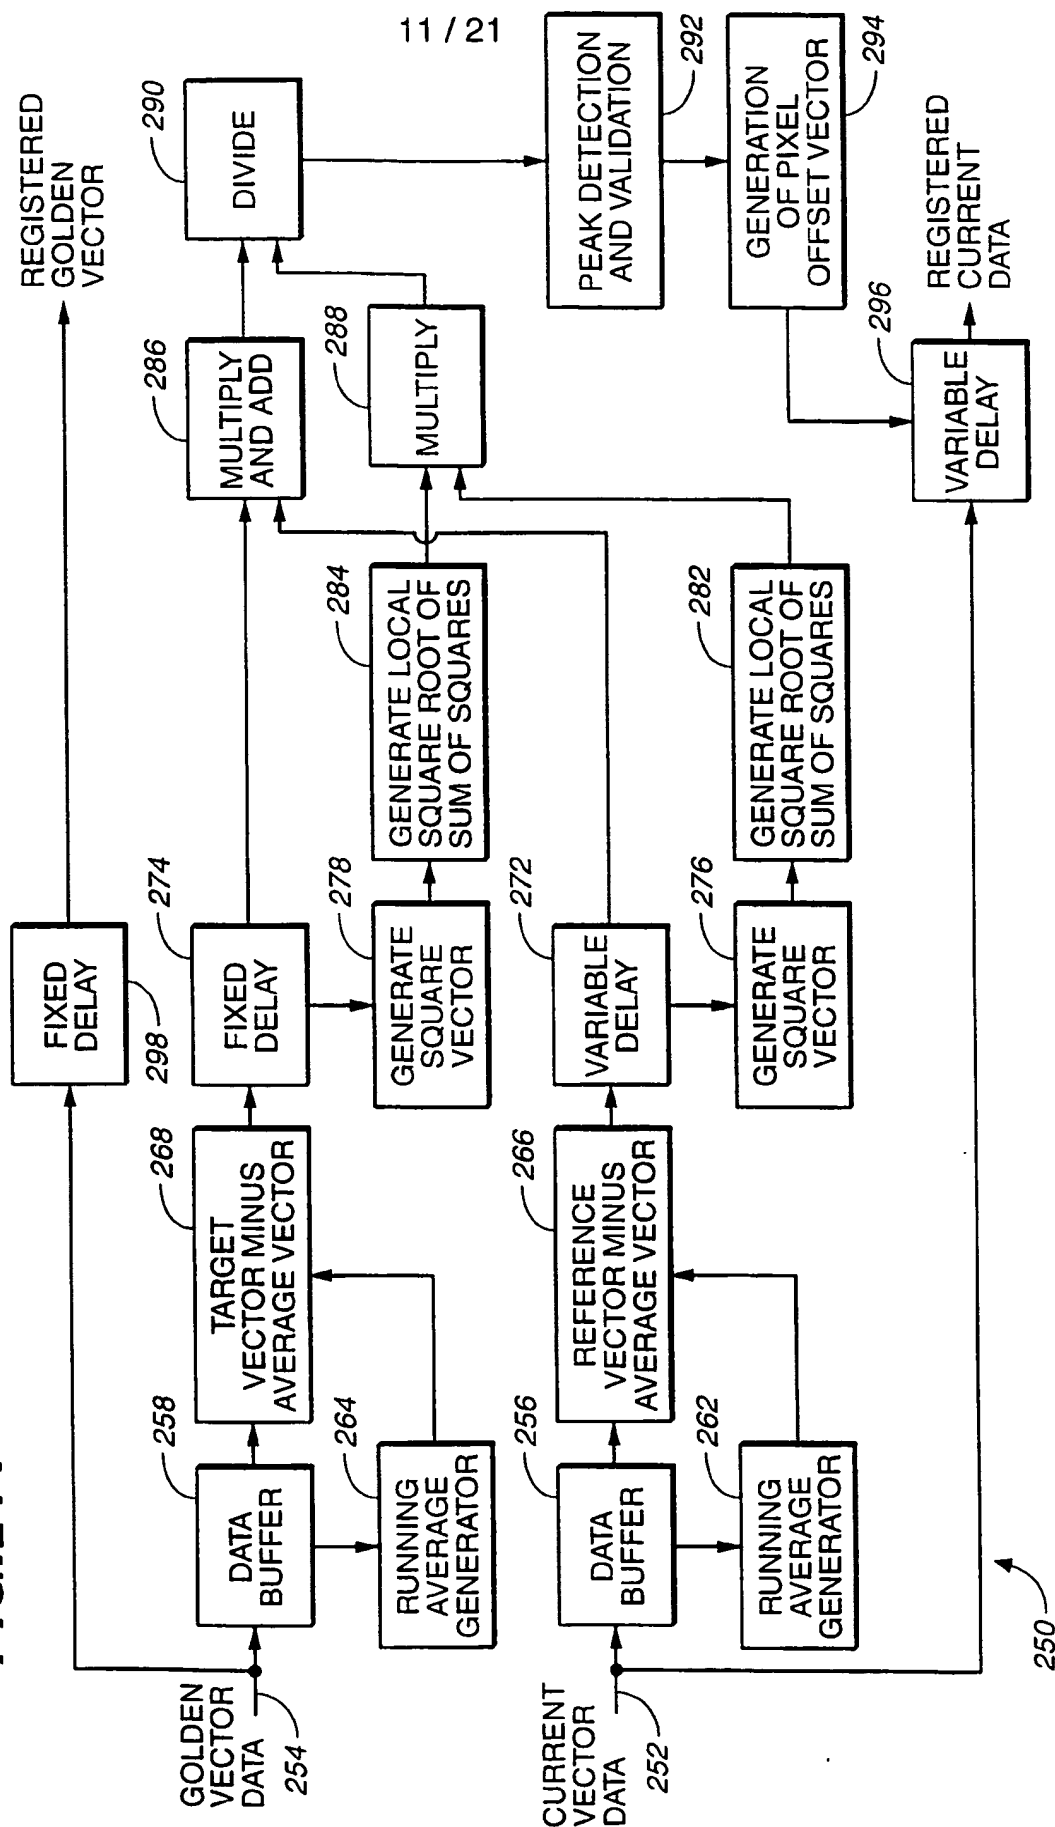 11 / 21
GOLDEN
VECTOR
DATA
254
DATA
BUFFER
258
RUNNING
AVERAGE
GENERATOR
264
TARGET
VECTOR MINUS
AVERAGE VECTOR
268
FIXED
DELAY
298
FIXED
DELAY
274
GENERATE
SQUARE
VECTOR
278
GENERATE LOCAL
SQUARE ROOT OF
SUM OF SQUARES
284
MULTIPLY
AND ADD
286
MULTIPLY
288
DIVIDE
290
REGISTERED
GOLDEN
VECTOR
CURRENT
VECTOR
DATA
252
DATA
BUFFER
256
RUNNING
AVERAGE
GENERATOR
262
REFERENCE
VECTOR MINUS
AVERAGE VECTOR
266
VARIABLE
DELAY
272
GENERATE
SQUARE
VECTOR
276
GENERATE LOCAL
SQUARE ROOT OF
SUM OF SQUARES
282
PEAK DETECTION
AND VALIDATION
292
GENERATION
OF PIXEL
OFFSET VECTOR
294
VARIABLE
DELAY
296
REGISTERED
CURRENT
DATA
250